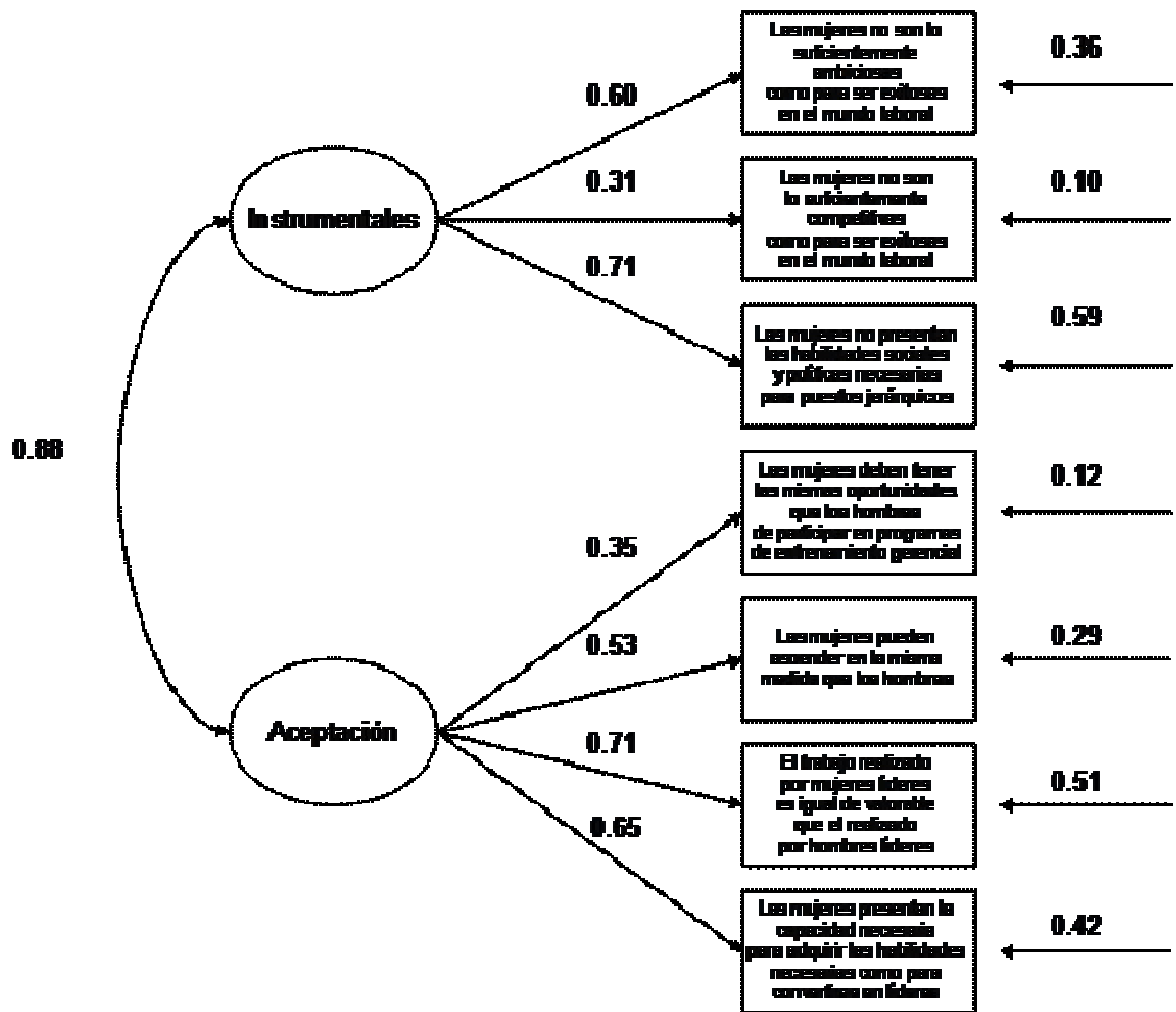 Las mujeres no son lo
suficientemente
ambiciosas
como para ser exitosas
en el mundo laboral
0.36
0.60
Instrumentales
0.31
Las mujeres no son
lo suficientemente
competitivas
como para ser exitosas
en el mundo laboral
0.10
0.71
Las mujeres no presentan
las habilidades sociales
y políticas necesarias
para puestos jerárquicos
0.59
0.88
Las mujeres deben tener
las mismas oportunidades
que los hombres
de participar en programas
de entrenamiento gerencial
0.12
0.35
0.53
Las mujeres pueden
ascender en la misma
medida que los hombres
0.29
Aceptación
0.71
El trabajo realizado
por mujeres líderes
es igual de valorable
que el realizado
por hombres líderes
0.51
0.65
Las mujeres presentan la
capacidad necesaria
para adquirir las habilidades
necesarias como para
convertirse en líderes
0.42